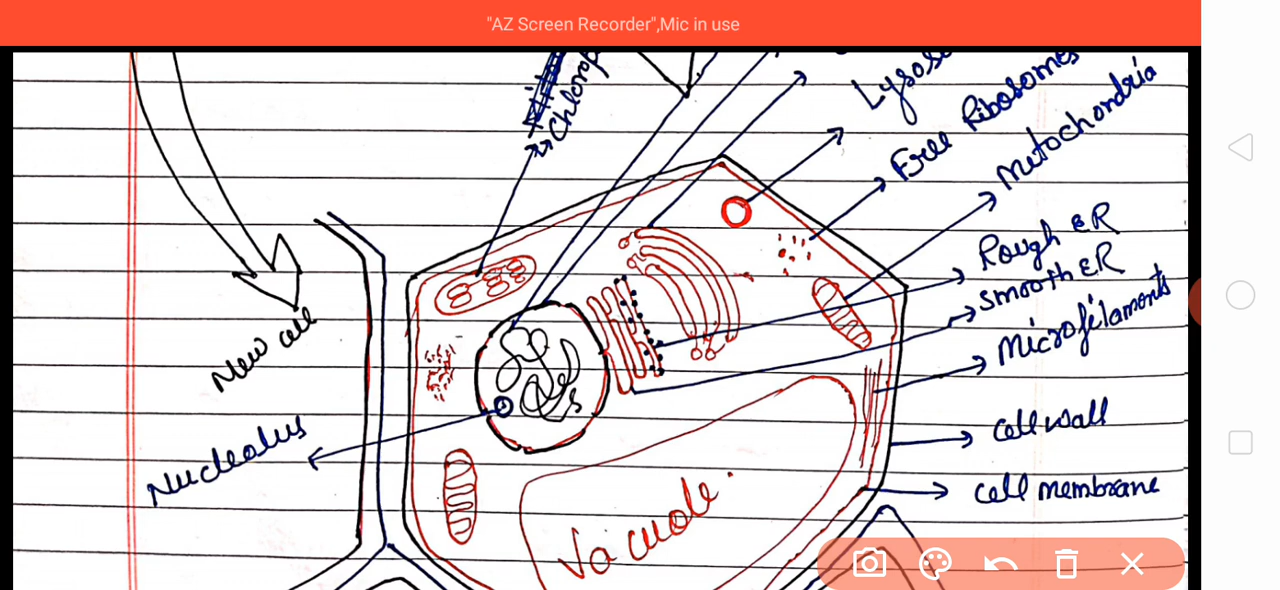 "AZ Screen Recorder",Mic in use
Free Ribosomes
Mitochondria
Rough ER
smooth ER
Microfilaments
cell wall
cell membrane
New cell
Nucleolus
Vacuole